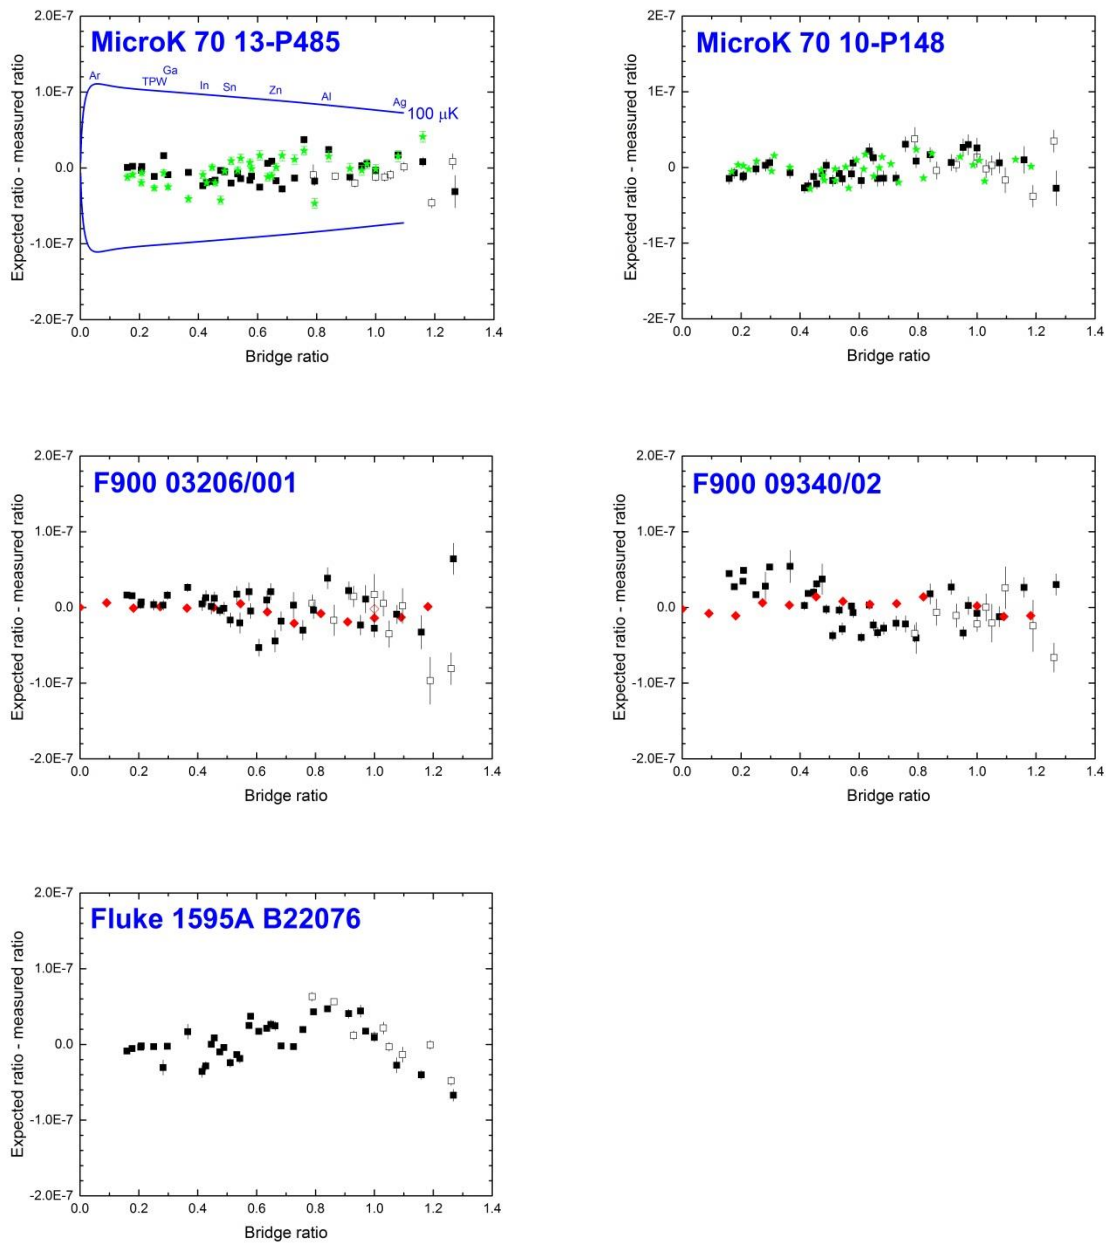 MicroK 70 13-P485
2.0E-7
1.0E-7
0.0
-1.0E-7
-2.0E-7
Expected ratio - measured ratio
Ar
TPW
Ga
In
Sn
Zn
Al
Ag
100 µK
0.0 0.2 0.4 0.6 0.8 1.0 1.2 1.4
Bridge ratio
MicroK 70 10-P148
2E-7
1E-7
0.0
-1E-7
-2E-7
Expected ratio - measured ratio
0.0 0.2 0.4 0.6 0.8 1.0 1.2 1.4
Bridge ratio
F900 03206/001
2.0E-7
1.0E-7
0.0
-1.0E-7
-2.0E-7
Expected ratio - measured ratio
0.0 0.2 0.4 0.6 0.8 1.0 1.2 1.4
Bridge ratio
F900 09340/02
2.0E-7
1.0E-7
0.0
-1.0E-7
-2.0E-7
Expected ratio - measured ratio
0.0 0.2 0.4 0.6 0.8 1.0 1.2 1.4
Bridge ratio
Fluke 1595A B22076
2.0E-7
1.0E-7
0.0
-1.0E-7
-2.0E-7
Expected ratio - measured ratio
0.0 0.2 0.4 0.6 0.8 1.0 1.2 1.4
Bridge ratio